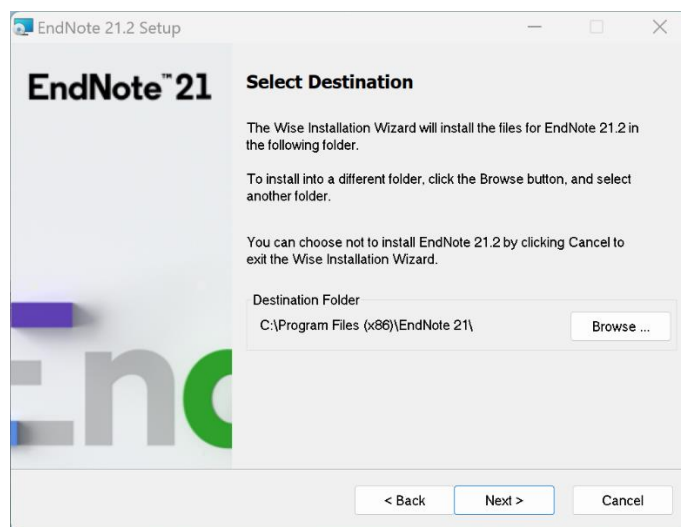 EndNote 21.2 Setup
EndNote™21
Select Destination
The Wise Installation Wizard will install the files for EndNote 21.2 in
the following folder.
To install into a different folder, click the Browse button, and select
another folder.
You can choose not to install EndNote 21.2 by clicking Cancel to
exit the Wise Installation Wizard.
Destination Folder
C:\Program Files (x86)\EndNote 21\
Browse ...
< Back
Next >
Cancel